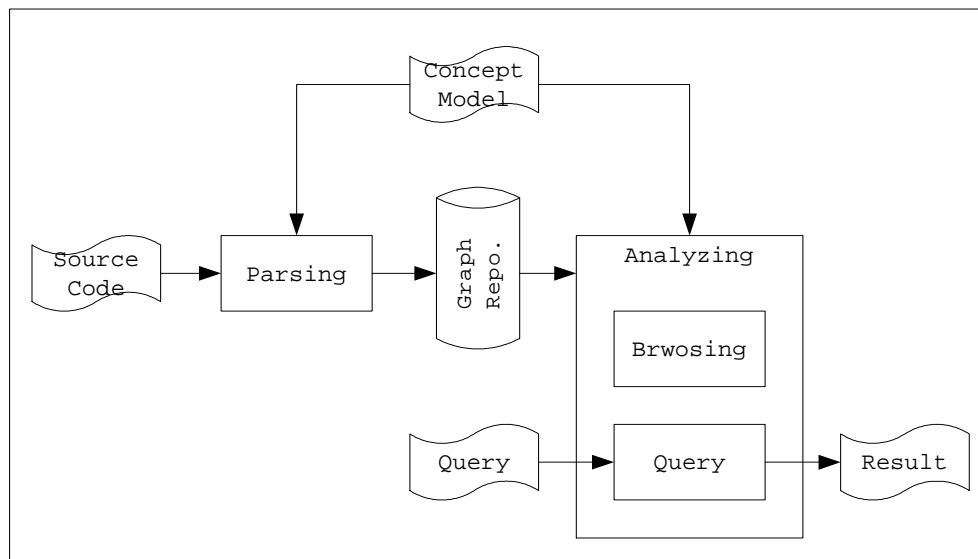 Concept
Model
Source
Code
Parsing
Graph
Repo.
Analyzing
Brwosing
Query
Query
Result